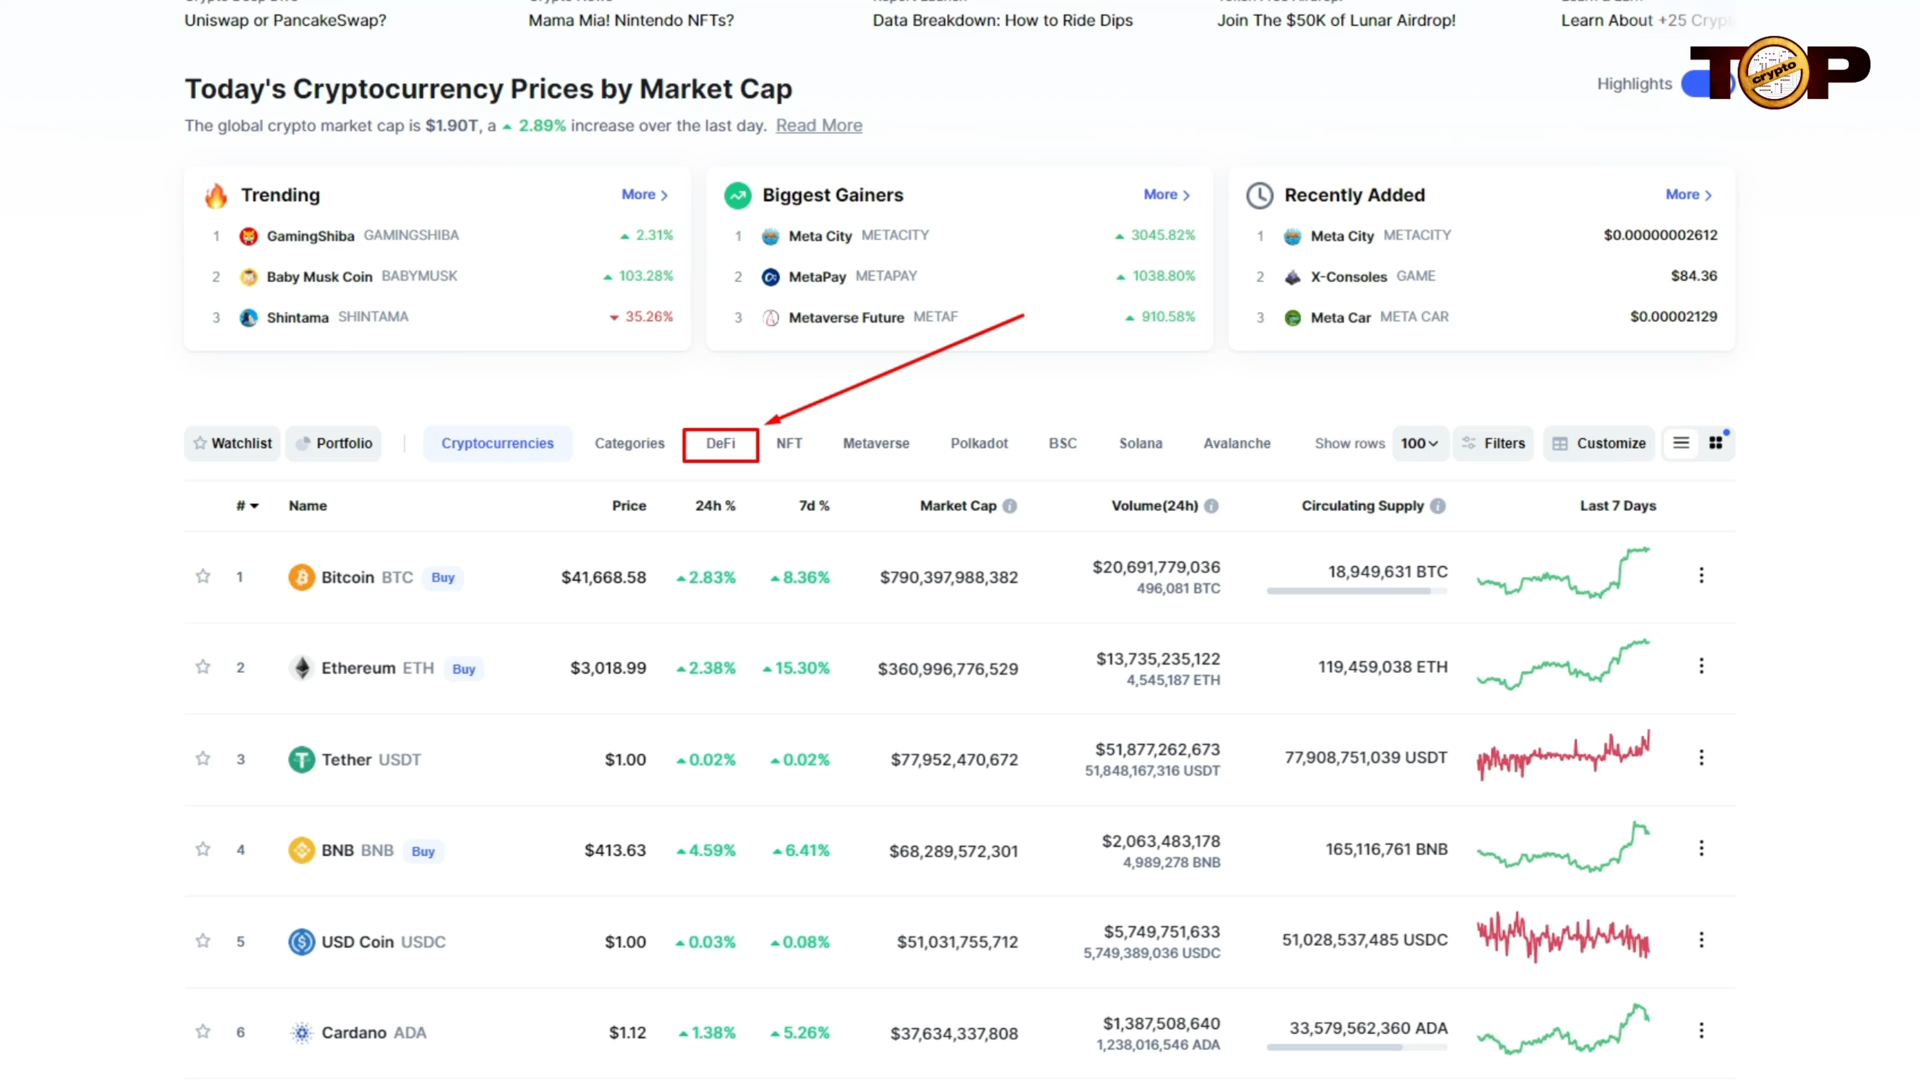 Uniswap or PancakeSwap?
Mama Mia! Nintendo NFTs?
Data Breakdown: How to Ride Dips
Join The $50K of Lunar Airdrop!
Learn About +25 Cryp
TOP
crypto
Today's Cryptocurrency Prices by Market Cap
Highlights
The global crypto market cap is $1.90T, a 2.89% increase over the last day. Read More
Trending More
1 GamingShiba GAMINGSHIBA 2.31%
2 Baby Musk Coin BABYMUSK 103.28%
3 Shintama SHINTAMA 35.26%
Biggest Gainers More
1 Meta City METACITY 3045.82%
2 MetaPay METAPAY 1038.80%
3 Metaverse Future METAF 910.58%
Recently Added More
1 Meta City METACITY $0.00000002612
2 X-Consoles GAME $84.36
3 Meta Car META CAR $0.00002129
Watchlist Portfolio Cryptocurrencies Categories DeFi NFT Metaverse Polkadot BSC Solana Avalanche Show rows 100 Filters Customize
# Name Price 24h % 7d % Market Cap Volume(24h) Circulating Supply Last 7 Days
1 Bitcoin BTC Buy $41,668.58 2.83% 8.36% $790,397,988,382 $20,691,779,036 18,949,631 BTC
496,081 BTC
2 Ethereum ETH Buy $3,018.99 2.38% 15.30% $360,996,776,529 $13,735,235,122 119,459,038 ETH
4,545,187 ETH
3 Tether USDT $1.00 0.02% 0.02% $77,952,470,672 $51,877,262,673 77,908,751,039 USDT
51,848,167,316 USDT
4 BNB BNB Buy $413.63 4.59% 6.41% $68,289,572,301 $2,063,483,178 165,116,761 BNB
4,989,278 BNB
5 USD Coin USDC $1.00 0.03% 0.08% $51,031,755,712 $5,749,751,633 51,028,537,485 USDC
5,749,389,036 USDC
6 Cardano ADA $1.12 1.38% 5.26% $37,634,337,808 $1,387,508,640 33,579,562,360 ADA
1,238,016,546 ADA